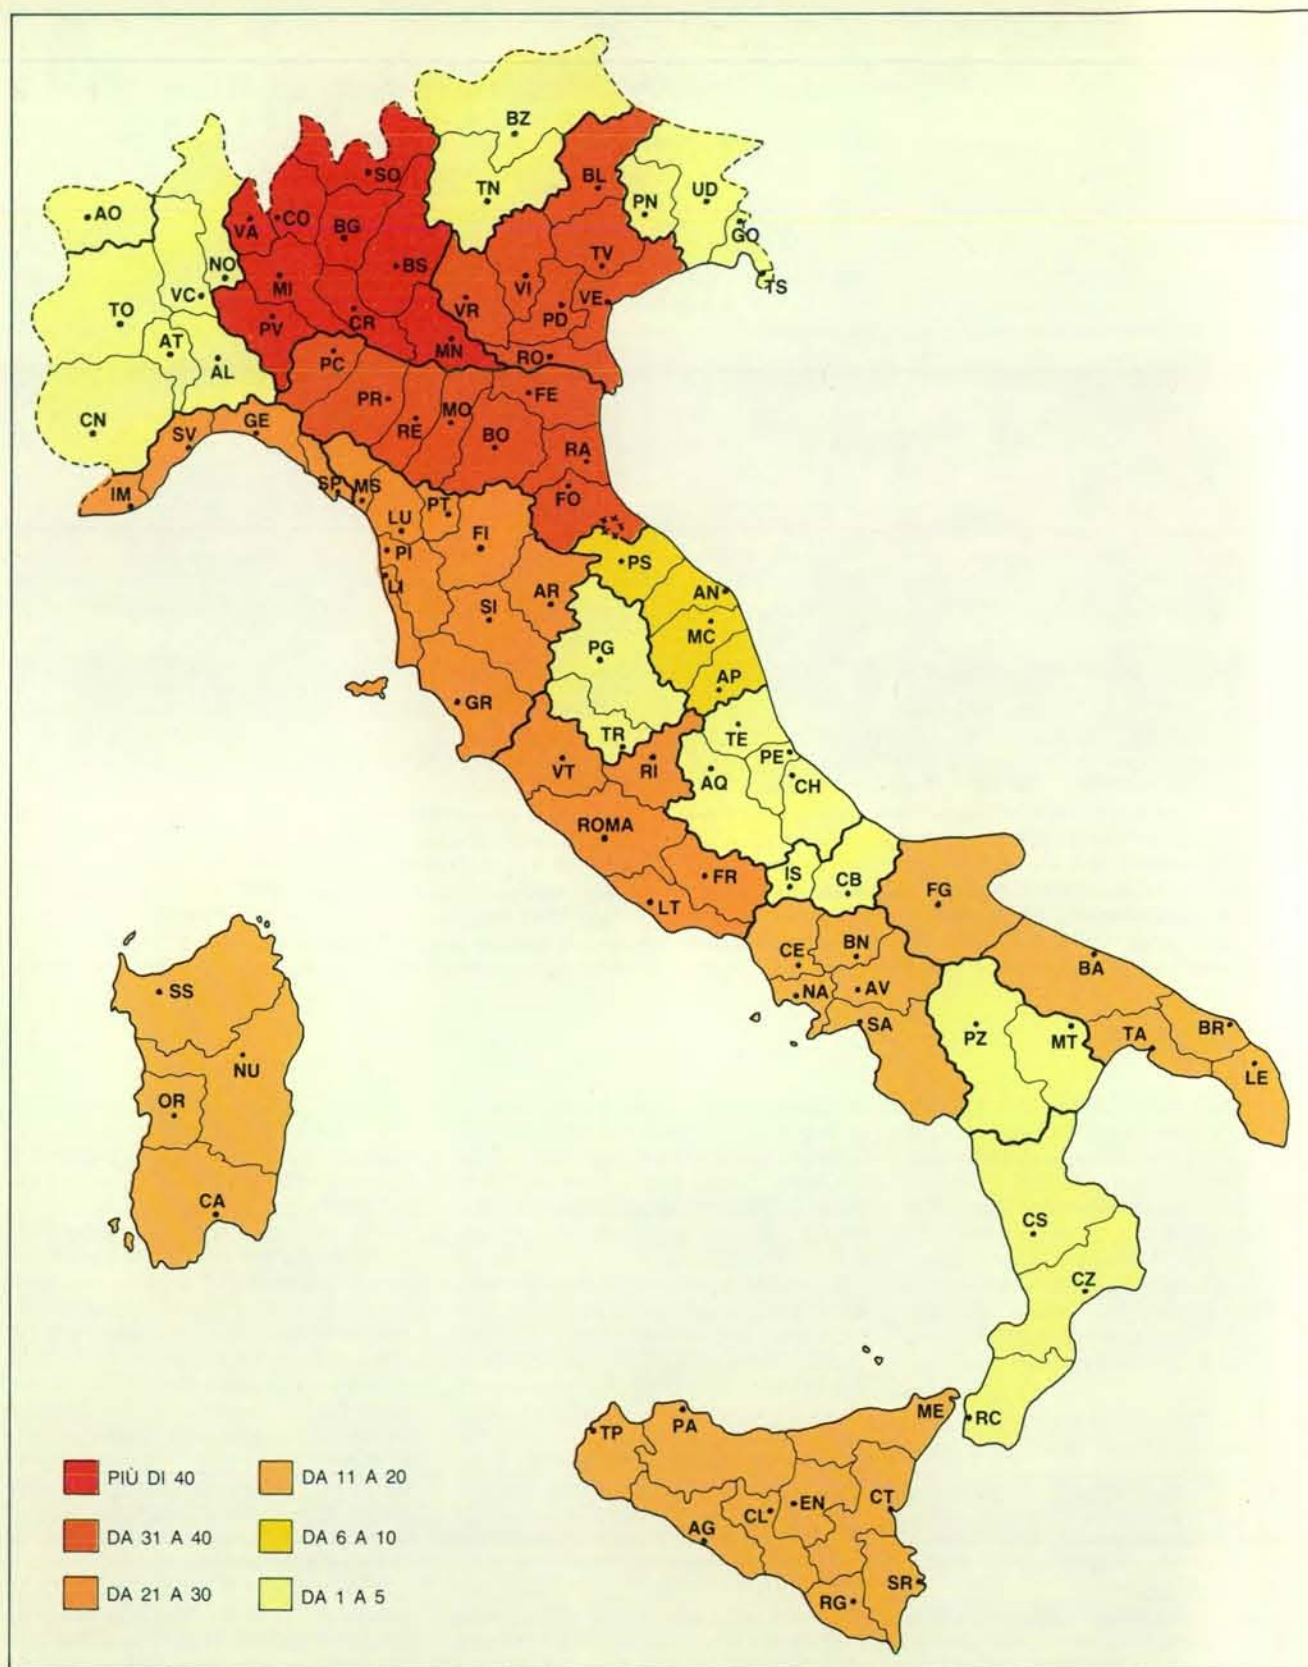 BZ
SO
BL
TN
UD
PN
AO
CO
VA
BG
GO
TV
NO
BS
VI
TS
MI
VC
VE
VR
TO
PD
PV
CR
AT
MN
RO
PC
AL
FE
PR
MO
CN
RE
GE
SV
BO
RA
SP
MS
IM
FO
PT
LU
FI
PI
PS
LI
AR
AN
SI
MC
PG
AP
GR
TR
TE
PE
VT
RI
AQ
CH
ROMA
IS
FR
CB
FG
LT
BN
CE
BA
SS
NA
AV
SA
BR
PZ
MT
TA
NU
LE
OR
CA
CS
CZ
ME
RC
PA
TP
PIÙ DI 40
DA 11 A 20
EN
CT
CL
AG
DA 31 A 40
DA 6 A 10
SR
DA 21 A 30
DA 1 A 5
RG